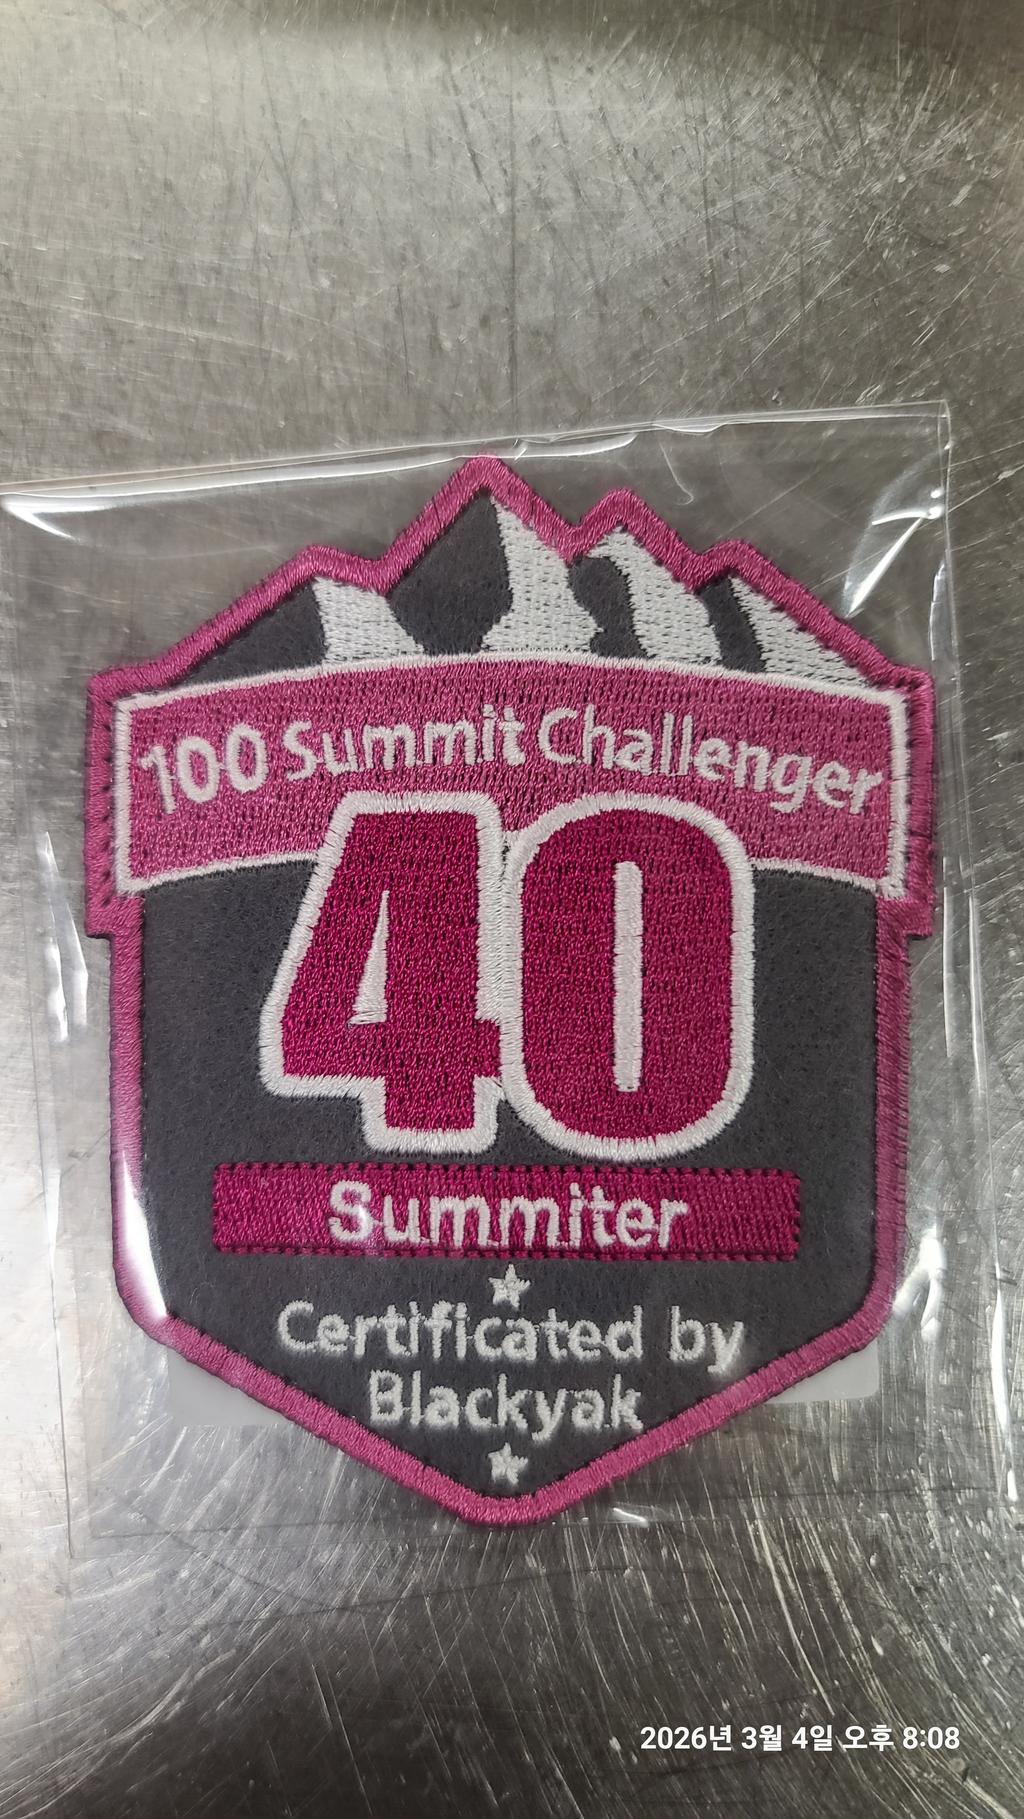 100 Summit Challenger
40
Summiter
Certificated by
Blackyak
2026년 3월 4일 오후 8:08